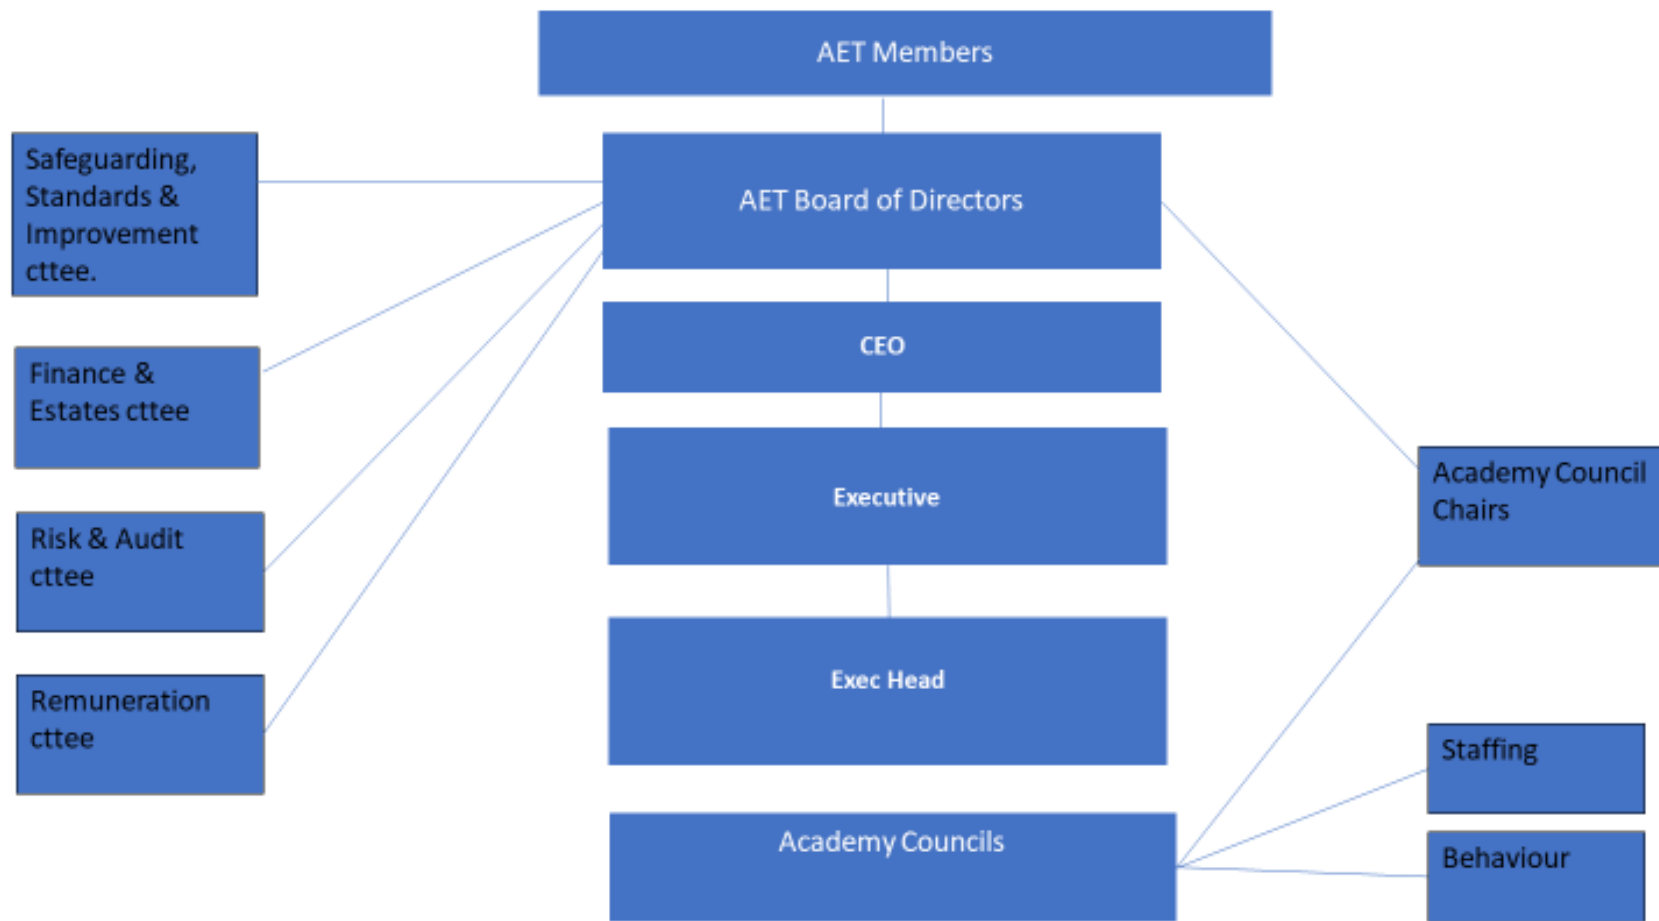 AET Members
Safeguarding,
Standards &
Improvement
cttee.
AET Board of Directors
CEO
Finance &
Estates cttee
Executive
Academy Council
Chairs
Risk & Audit
cttee
Exec Head
Remuneration
cttee
Staffing
Academy Councils
Behaviour